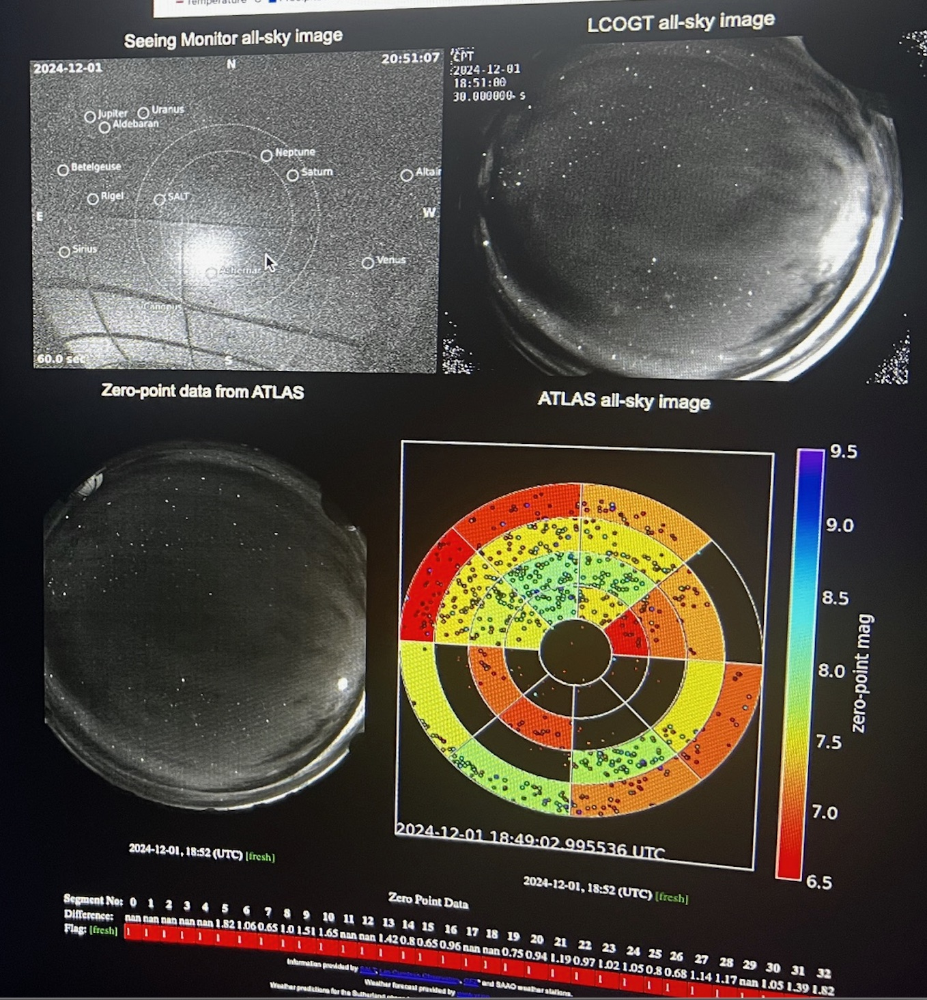 Temperature °C
Seeing Monitor all-sky image
LCOGT all-sky image
2024-12-01
N
20:51:07
CPT
2024-12-01
18:51:00
30.000000 s
Jupiter
Uranus
Aldebaran
Neptune
Betelgeuse
Saturn
Altair
Rigel
SALT
E
W
Sirius
Venus
Achernar
Canopus
60.0 sec
S
Zero-point data from ATLAS
ATLAS all-sky image
9.5
9.0
8.5
8.0
7.5
7.0
6.5
zero-point mag
2024-12-01 18:49:02.995536 UTC
2024-12-01, 18:52 (UTC) [fresh]
2024-12-01, 18:52 (UTC) [fresh]
Zero Point Data
Segment No: 0 1 2 3 4 5 6 7 8 9 10 11 12 13 14 15 16 17 18 19 20 21 22 23 24 25 26 27 28 29 30 31 32
Difference: nan nan nan nan nan 1.82 1.06 0.65 1.0 1.51 1.65 nan nan 1.42 0.8 0.65 0.96 nan nan 0.75 0.94 1.19 0.97 1.02 1.05 0.8 0.68 1.14 1.17 nan 1.05 1.39 1.82
Flag: [fresh] 1 1 1 1 1 1 1 1 1 1 1 1 1 1 1 1 1 1 1 1 1 1 1 1 1 1 1 1 1 1
Information provided by and SAAO weather stations.
Weather forecast provided by
Weather predictions for the Sutherland